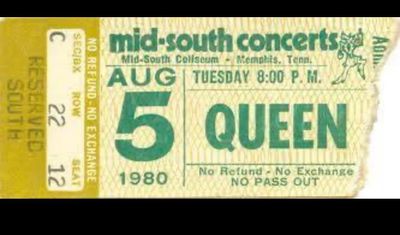 RESERVED
SOUTH
C 22 12
SEC/BX ROW SEAT
NO REFUND - NO EXCHANGE
mid-south concerts
Mid-South Coliseum - Memphis, Tenn.
AUG
5
1980
TUESDAY 8:00 P.M.
QUEEN
No Refund - No Exchange
NO PASS OUT